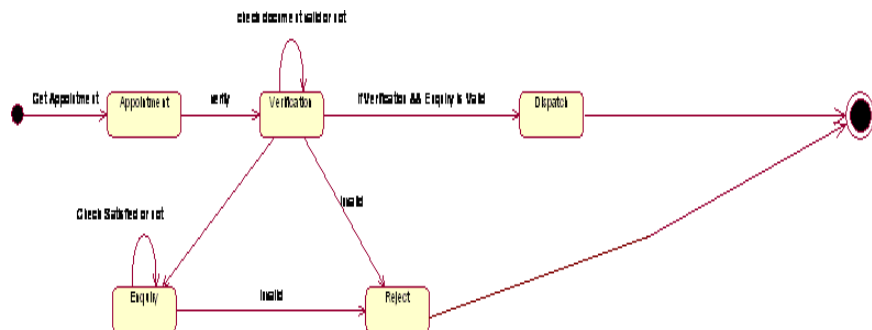 check document valid or not
Get Appointment
Appointment
verify
Verification
if Verification && Enquiry is Valid
Dispatch
Invalid
Check Satisfied or not
Enquiry
Invalid
Reject